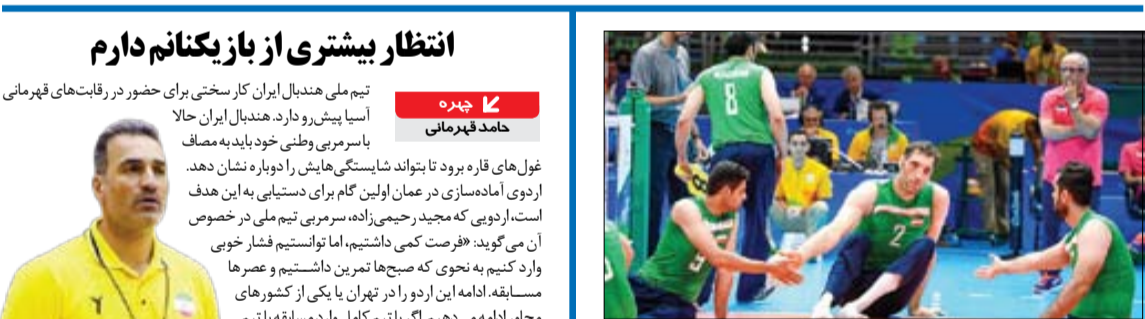 انتظار بیشتری از بازیکنانم دارم
چهره
حامد قهرمانی
تیم ملی هندبال ایران کار سختی برای حضور در رقابت‌های قهرمانی
آسیا پیش‌رو دارد. هندبال ایران حالا
با سرمربی وطنی خود باید به مصاف
غول‌های قاره برود تا بتواند شایستگی‌هایش را دوباره نشان دهد.
اردوی آماده‌سازی در عمان اولین گام برای دستیابی به این هدف
است، اردویی که مجید رحیمی‌زاده، سرمربی تیم ملی در خصوص
آن می‌گوید: «فرصت کمی داشتیم، اما توانستیم فشار خوبی
وارد کنیم به نحوی که صبح‌ها تمرین داشتیم و عصرها
مسابقه. ادامه این اردو را در تهران یا یکی از کشورهای
8
2
3